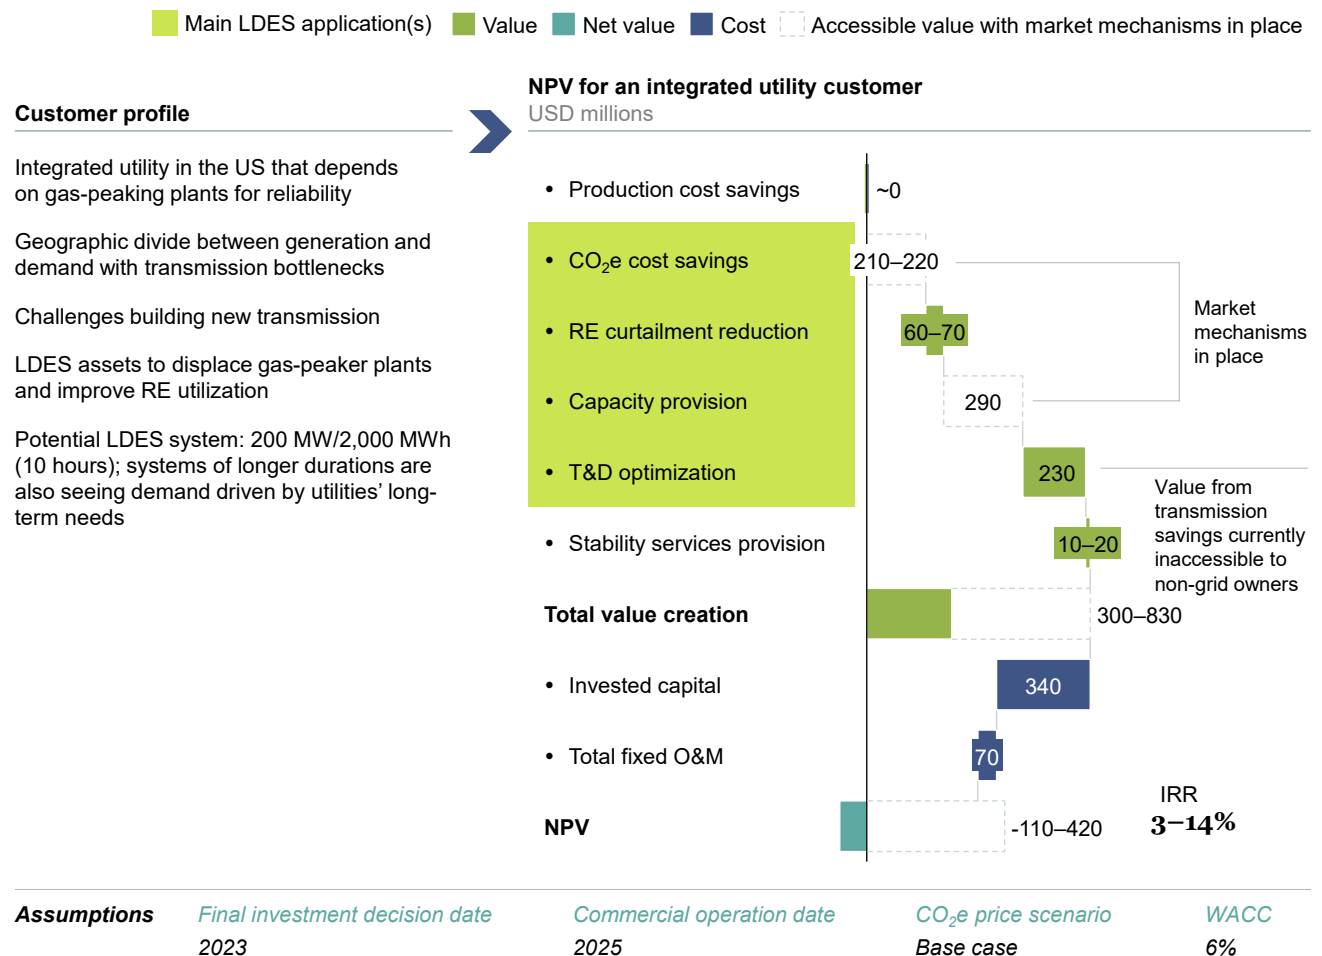 Main LDES application(s) Value Net value Cost Accessible value with market mechanisms in place
Customer profile
Integrated utility in the US that depends
on gas-peaking plants for reliability
Geographic divide between generation and
demand with transmission bottlenecks
Challenges building new transmission
LDES assets to displace gas-peaker plants
and improve RE utilization
Potential LDES system: 200 MW/2,000 MWh
(10 hours); systems of longer durations are
also seeing demand driven by utilities’ long-
term needs
NPV for an integrated utility customer
USD millions
• Production cost savings ~0
• CO₂e cost savings 210–220
• RE curtailment reduction 60–70
• Capacity provision 290
Market
mechanisms
in place
• T&D optimization 230
• Stability services provision 10–20
Value from
transmission
savings currently
inaccessible to
non-grid owners
Total value creation 300–830
• Invested capital 340
• Total fixed O&M 70
NPV -110–420
IRR
3–14%
Assumptions Final investment decision date Commercial operation date CO₂e price scenario WACC
2023 2025 Base case 6%